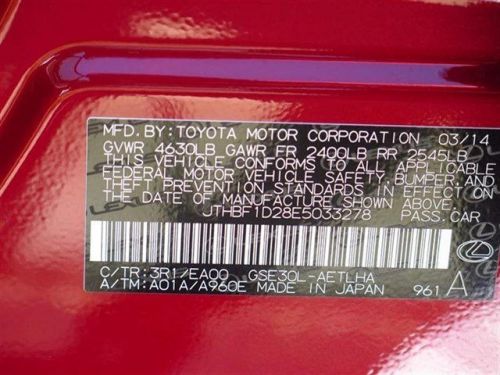 MFD. BY: TOYOTA MOTOR CORPORATION 03/14
GVWR 4630LB GAWR FR 2400LB RR 2545LB
THIS VEHICLE CONFORMS TO ALL APPLICABLE
FEDERAL MOTOR VEHICLE SAFETY, BUMPER, AND
THEFT PREVENTION STANDARDS IN EFFECT ON
THE DATE OF MANUFACTURE SHOWN ABOVE.
JTHBF1D28E5033278 PASS.CAR
C/TR: 3R1/EA00 GSE30L-AETLHA
A/TM: A01A/A960E MADE IN JAPAN 961 A